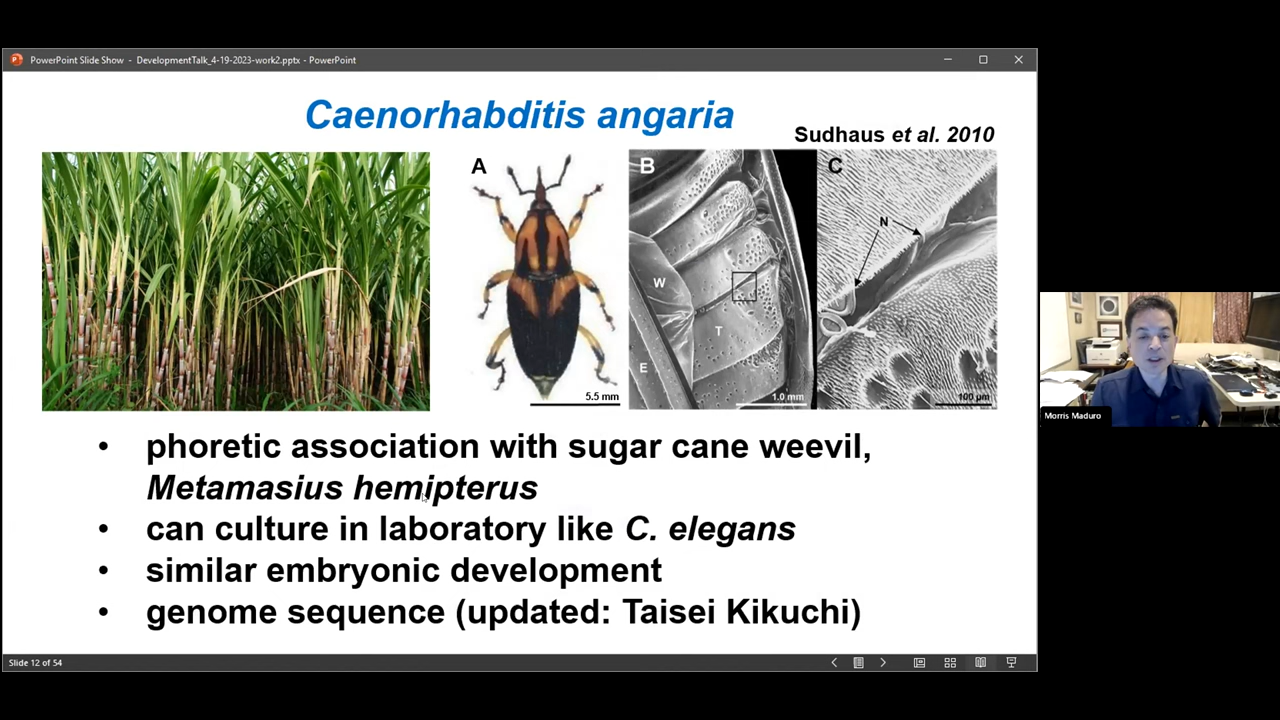 PowerPoint Slide Show - DevelopmentTalk_4-19-2023-work2.pptx - PowerPoint
Caenorhabditis angaria
Sudhaus et al. 2010
A
B
C
N
W
T
E
5.5 mm
1.0 mm
100 µm
Morris Maduro
• phoretic association with sugar cane weevil,
Metamasius hemipterus
• can culture in laboratory like C. elegans
• similar embryonic development
• genome sequence (updated: Taisei Kikuchi)
Slide 12 of 54